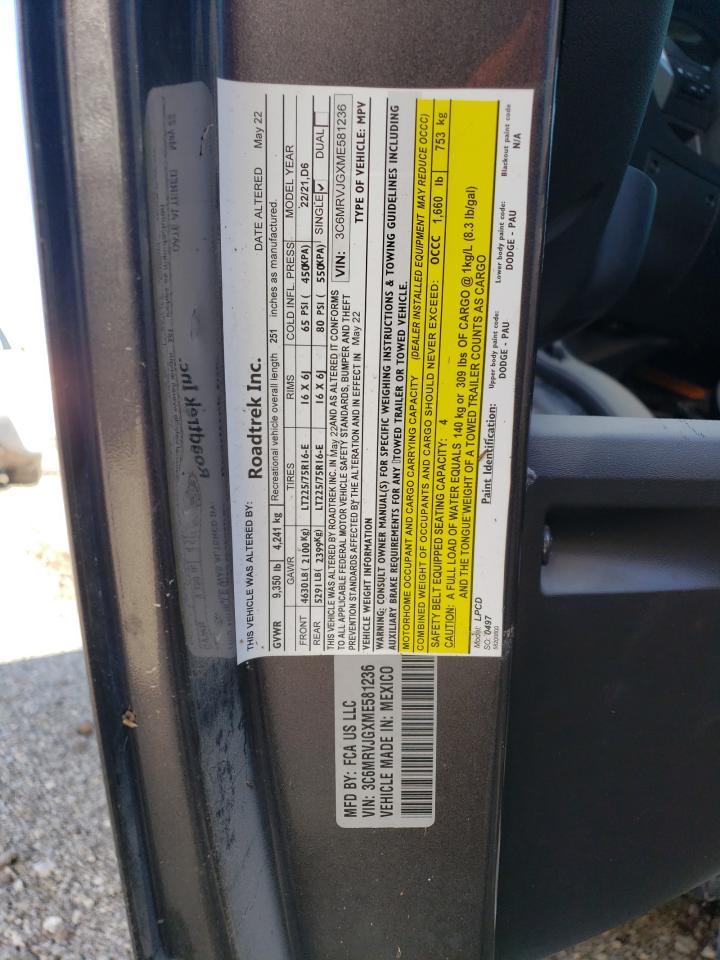 THIS VEHICLE WAS ALTERED BY: Roadtrek Inc. DATE ALTERED May 22
GVWR 9,350 lb 4,241 kg Recreational vehicle overall length 251 inches as manufactured.
GAWR TIRES RIMS COLD INFL. PRESS. MODEL YEAR 22/21,D6
FRONT 4630LB( 2100Kg) LT225/75R16-E 16 X 6J 65 PSI ( 450KPA)
REAR 5291LB( 2399Kg) LT225/75R16-E 16 X 6J 80 PSI ( 550KPA) SINGLE ✓ DUAL
THIS VEHICLE WAS ALTERED BY ROADTREK INC. IN May 22 AND AS ALTERED IT CONFORMS
TO ALL APPLICABLE FEDERAL MOTOR VEHICLE SAFETY STANDARDS, BUMPER AND THEFT
PREVENTION STANDARDS AFFECTED BY THE ALTERATION AND IN EFFECT IN May 22
VIN: 3C6MRVJGXME581236
VEHICLE WEIGHT INFORMATION TYPE OF VEHICLE: MPV
WARNING: CONSULT OWNER MANUAL(S) FOR SPECIFIC WEIGHING INSTRUCTIONS & TOWING GUIDELINES INCLUDING
AUXILIARY BRAKE REQUIREMENTS FOR ANY TOWED TRAILER OR TOWED VEHICLE.
MOTORHOME OCCUPANT AND CARGO CARRYING CAPACITY (DEALER INSTALLED EQUIPMENT MAY REDUCE OCCC)
COMBINED WEIGHT OF OCCUPANTS AND CARGO SHOULD NEVER EXCEED: OCCC 1,660 lb 753 kg
SAFETY BELT EQUIPPED SEATING CAPACITY: 4
CAUTION: A FULL LOAD OF WATER EQUALS 140 kg or 309 lbs OF CARGO @ 1kg/L (8.3 lb/gal)
AND THE TONGUE WEIGHT OF A TOWED TRAILER COUNTS AS CARGO
Model: LPCD
SO: 0497
Paint Identification:
Upper body paint code:
DODGE - PAU
Lower body paint code:
DODGE - PAU
Blackout paint code
N/A
MFD BY: FCA US LLC
VIN: 3C6MRVJGXME581236
VEHICLE MADE IN: MEXICO
Roadtrek Inc.